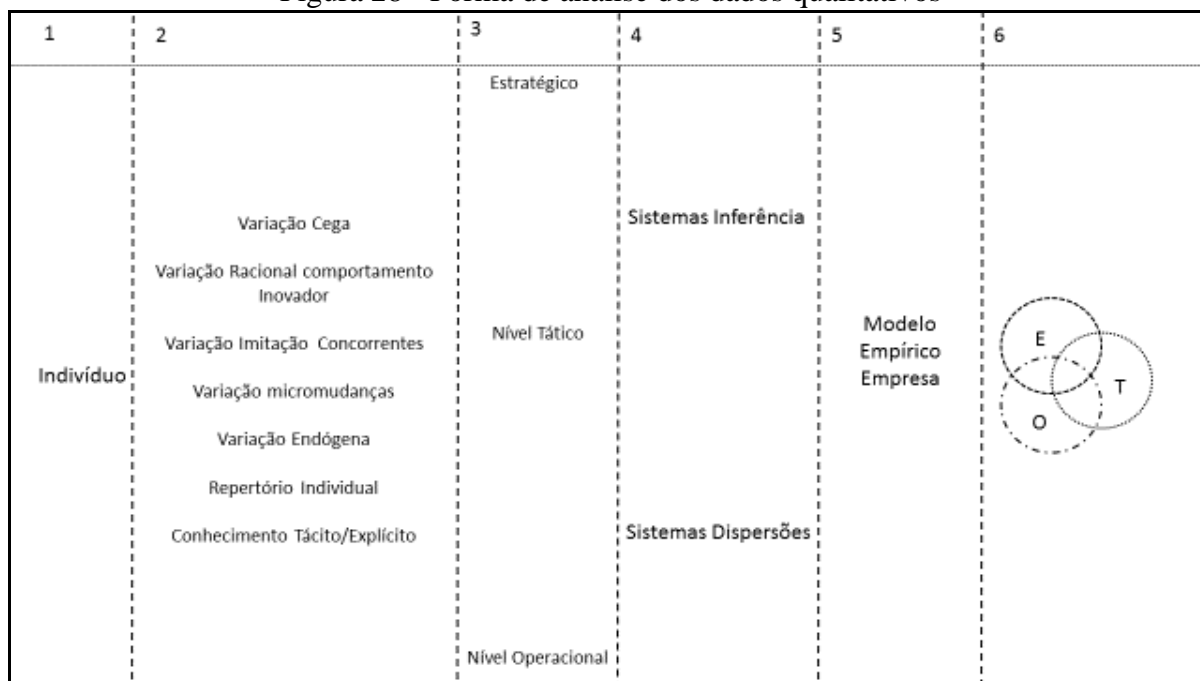 Figura 28 - Forma de análise dos dados qualitativos
1
2
3
4
5
6
Indivíduo
Variação Cega
Variação Racional comportamento
Inovador
Variação Imitação Concorrentes
Variação micromudanças
Variação Endógena
Repertório Individual
Conhecimento Tácito/Explícito
Estratégico
Nível Tático
Nível Operacional
Sistemas Inferência
Sistemas Dispersões
Modelo
Empírico
Empresa
E
T
O